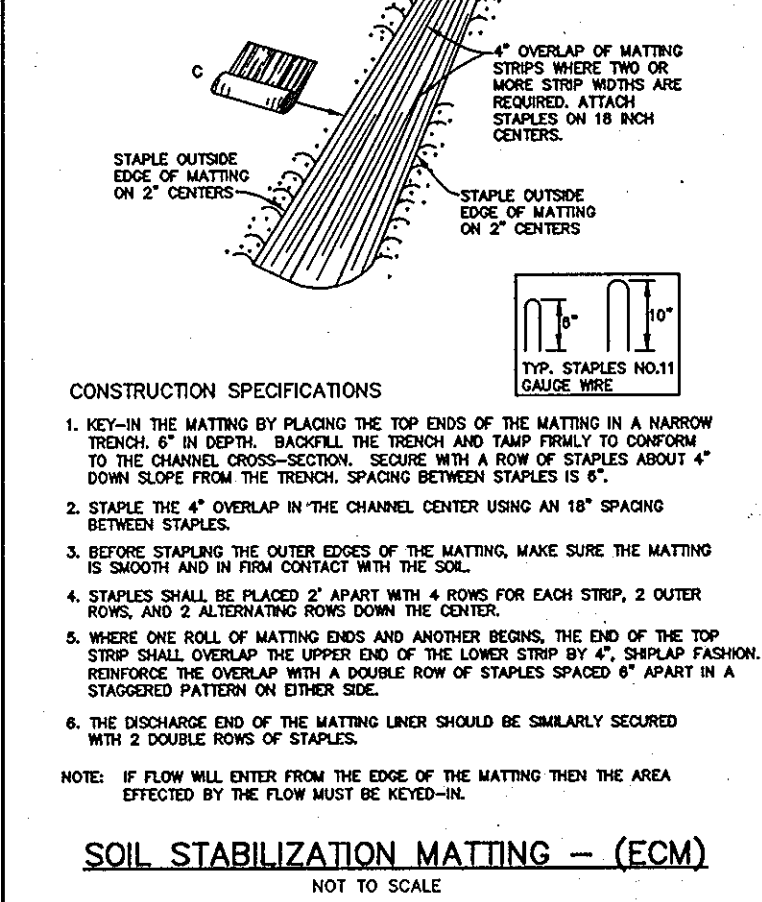 4" OVERLAP OF MATTING
STRIPS WHERE TWO OR
MORE STRIP WIDTHS ARE
REQUIRED. ATTACH
STAPLES ON 18 INCH
CENTERS.
C
STAPLE OUTSIDE
EDGE OF MATTING
ON 2" CENTERS
STAPLE OUTSIDE
EDGE OF MATTING
ON 2" CENTERS
6" 10"
TYP. STAPLES NO.11
GAUGE WIRE
CONSTRUCTION SPECIFICATIONS
1. KEY-IN THE MATTING BY PLACING THE TOP ENDS OF THE MATTING IN A NARROW
TRENCH. 6" IN DEPTH. BACKFILL THE TRENCH AND TAMP FIRMLY TO CONFORM
TO THE CHANNEL CROSS-SECTION. SECURE WITH A ROW OF STAPLES ABOUT 4"
DOWN SLOPE FROM THE TRENCH. SPACING BETWEEN STAPLES IS 6".
2. STAPLE THE 4" OVERLAP IN THE CHANNEL CENTER USING AN 18" SPACING
BETWEEN STAPLES.
3. BEFORE STAPLING THE OUTER EDGES OF THE MATTING, MAKE SURE THE MATTING
IS SMOOTH AND IN FIRM CONTACT WITH THE SOIL.
4. STAPLES SHALL BE PLACED 2' APART WITH 4 ROWS FOR EACH STRIP, 2 OUTER
ROWS, AND 2 ALTERNATING ROWS DOWN THE CENTER.
5. WHERE ONE ROLL OF MATTING ENDS AND ANOTHER BEGINS, THE END OF THE TOP
STRIP SHALL OVERLAP THE UPPER END OF THE LOWER STRIP BY 4", SHIPLAP FASHION.
REINFORCE THE OVERLAP WITH A DOUBLE ROW OF STAPLES SPACED 6" APART IN A
STAGGERED PATTERN ON EITHER SIDE.
6. THE DISCHARGE END OF THE MATTING LINER SHOULD BE SIMILARLY SECURED
WITH 2 DOUBLE ROWS OF STAPLES.
NOTE: IF FLOW WILL ENTER FROM THE EDGE OF THE MATTING THEN THE AREA
EFFECTED BY THE FLOW MUST BE KEYED-IN.
SOIL STABILIZATION MATTING - (ECM)
NOT TO SCALE